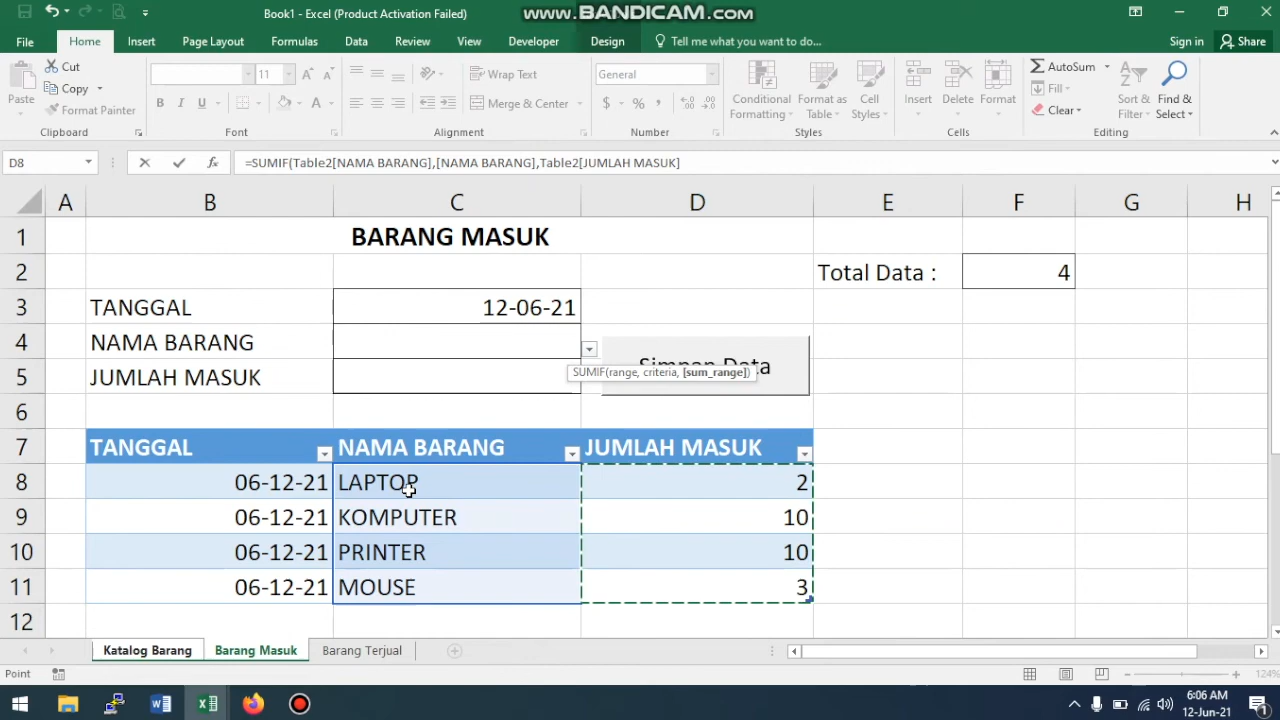 Book1 - Excel (Product Activation Failed)
www.BANDICAM.com
File Home Insert Page Layout Formulas Data Review View Developer Design Tell me what you want to do... Sign in Share
Cut
Copy
Format Painter
Paste
Clipboard
11
B I U
A
Font
Wrap Text
Merge & Center
Alignment
General
$ % ,
Number
Conditional Formatting
Format as Table
Cell Styles
Styles
Insert
Delete
Format
Cells
AutoSum
Fill
Clear
Sort & Filter
Find & Select
Editing
D8
fx
=SUMIF(Table2[NAMA BARANG],[NAMA BARANG],Table2[JUMLAH MASUK]
A B C D E F G H
1 BARANG MASUK
2 Total Data : 4
3 TANGGAL 12-06-21
4 NAMA BARANG
Simpan Data
SUMIF(range, criteria, [sum_range])
5 JUMLAH MASUK
6
7 TANGGAL NAMA BARANG JUMLAH MASUK
8 06-12-21 LAPTOP 2
9 06-12-21 KOMPUTER 10
10 06-12-21 PRINTER 10
11 06-12-21 MOUSE 3
12
Katalog Barang Barang Masuk Barang Terjual
Point
124%
6:06 AM
12-Jun-21
1